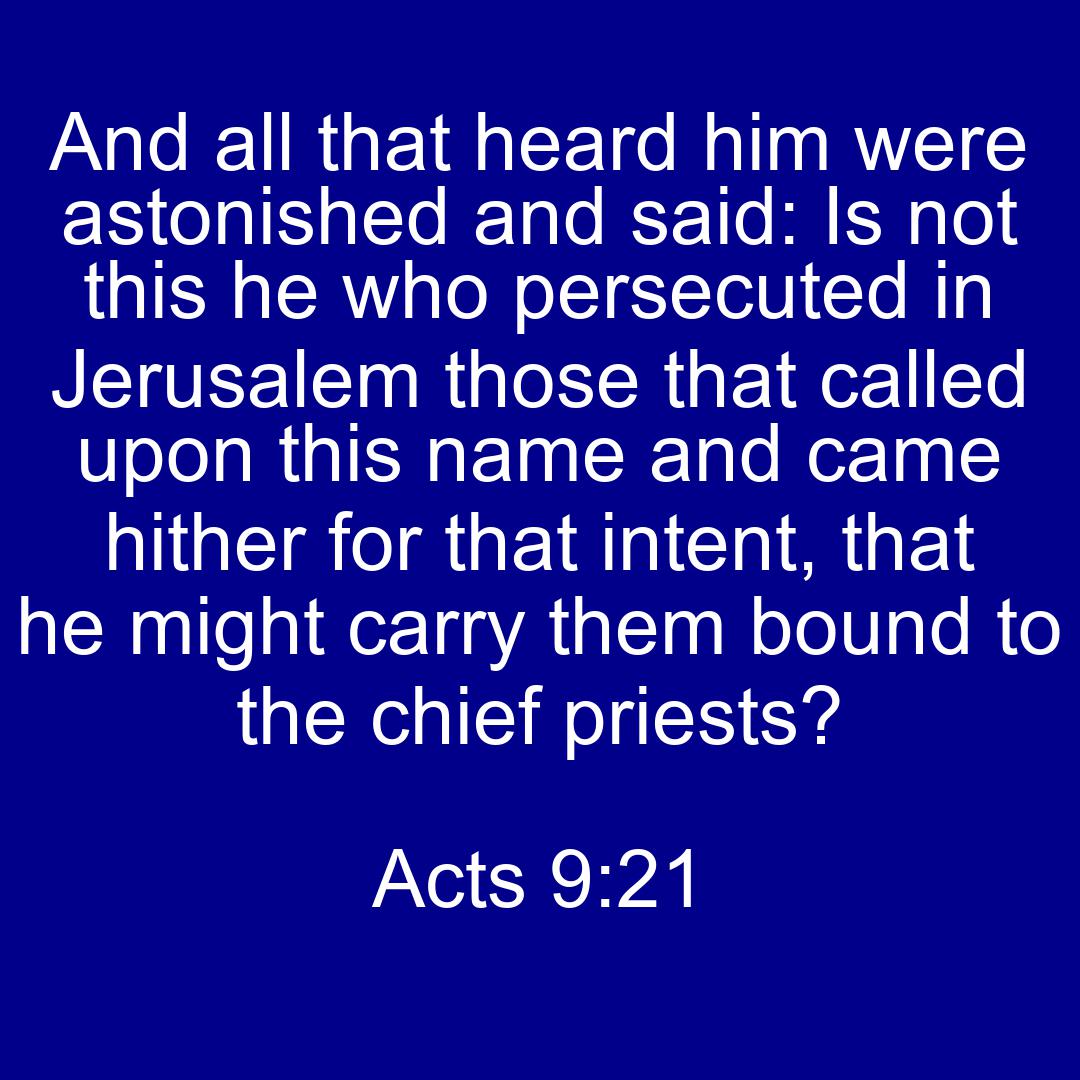 And all that heard him were
astonished and said: Is not
this he who persecuted in
Jerusalem those that called
upon this name and came
hither for that intent, that
he might carry them bound to
the chief priests?
Acts 9:21